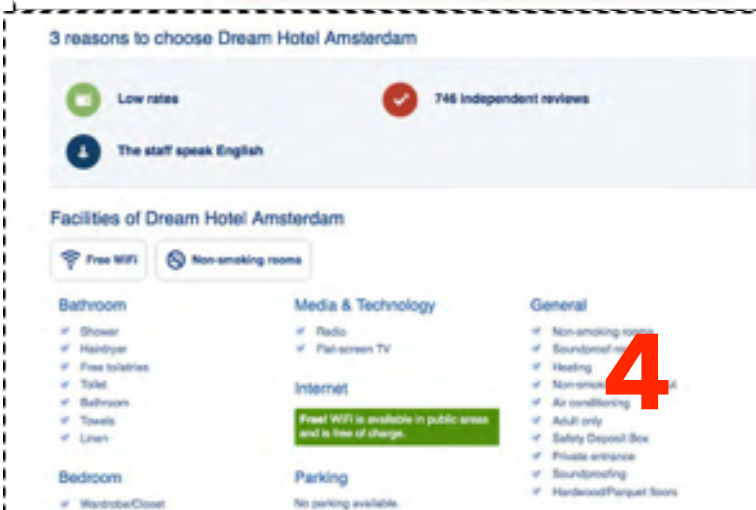 3 reasons to choose Dream Hotel Amsterdam
Low rates
746 independent reviews
The staff speak English
Facilities of Dream Hotel Amsterdam
Free WiFi
Non-smoking rooms
Bathroom
Shower
Hairdryer
Free toiletries
Toilet
Bathroom
Towels
Linen
Bedroom
Wardrobe/Closet
Media & Technology
Radio
Flat-screen TV
Internet
Free! WiFi is available in public areas
and is free of charge.
Parking
No parking available.
General
Non-smoking rooms
Soundproof
Heating
Air conditioning
Adult only
Safety Deposit Box
Private entrance
Soundproofing
Hardwood/Parquet floors
4